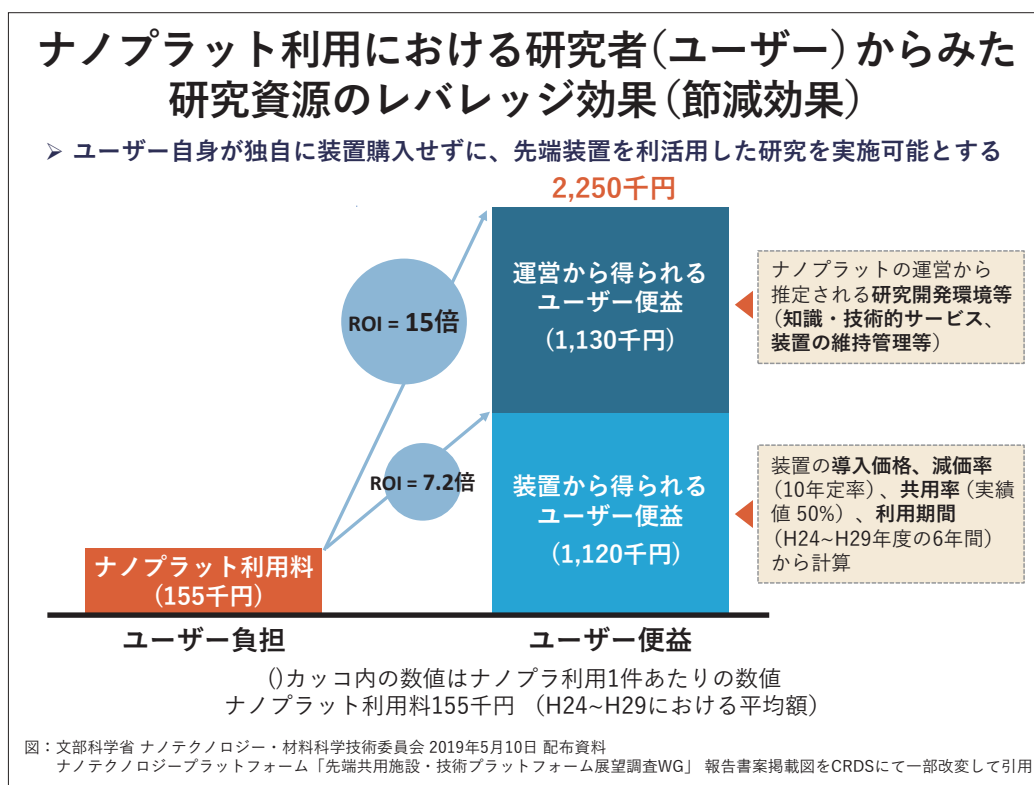 ナノプラット利用における研究者(ユーザー)からみた
研究資源のレバレッジ効果(節減効果)
➢ ユーザー自身が独自に装置購入せずに、先端装置を利活用した研究を実施可能とする
2,250千円
運営から得られる
ユーザー便益
(1,130千円)
ROI = 15倍
ナノプラットの運営から
推定される研究開発環境等
(知識・技術的サービス、
装置の維持管理等)
ROI = 7.2倍
装置から得られる
ユーザー便益
(1,120千円)
装置の導入価格、減価率
(10年定率)、共用率(実績
値 50%)、利用期間
(H24~H29年度の6年間)
から計算
ナノプラット利用料
(155千円)
ユーザー負担
ユーザー便益
()カッコ内の数値はナノプラ利用1件あたりの数値
ナノプラット利用料155千円 (H24~H29における平均額)
図:文部科学省 ナノテクノロジー・材料科学技術委員会 2019年5月10日 配布資料
ナノテクノロジープラットフォーム「先端共用施設・技術プラットフォーム展望調査WG」 報告書案掲載図をCRDSにて一部改変して引用